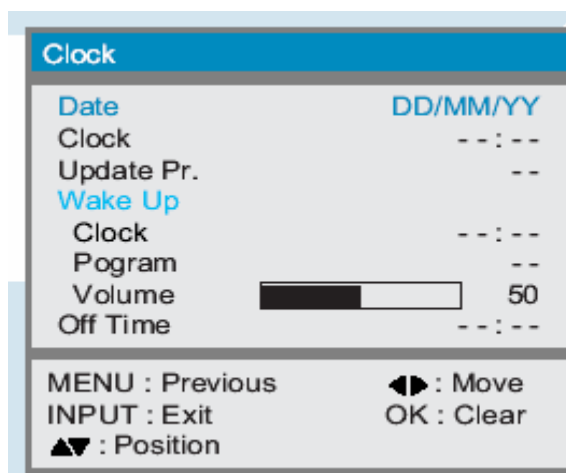 Clock
Date DD/MM/YY
Clock --:--
Update Pr. --
Wake Up
Clock --:--
Pogram --
Volume 50
Off Time --:--
MENU : Previous ◀▶ : Move
INPUT : Exit OK : Clear
▲▼ : Position